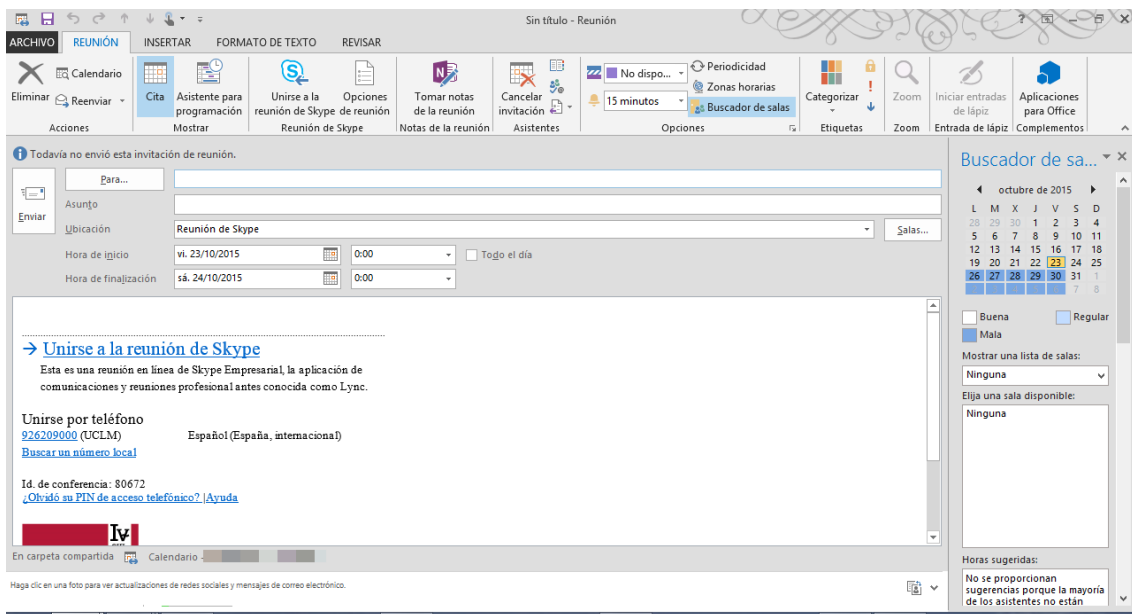 Sin título - Reunión
ARCHIVO REUNIÓN INSERTAR FORMATO DE TEXTO REVISAR
Eliminar
Calendario
Reenviar
Acciones
Cita
Asistente para
programación
Mostrar
Unirse a la
reunión de Skype
Opciones
de reunión
Reunión de Skype
Tomar notas
de la reunión
Notas de la reunión
Cancelar
invitación
Asistentes
No dispo...
15 minutos
Periodicidad
Zonas horarias
Buscador de salas
Opciones
Categorizar
Etiquetas
Zoom
Zoom
Iniciar entradas
de lápiz
Entrada de lápiz
Aplicaciones
para Office
Complementos
Todavía no envió esta invitación de reunión.
Enviar
Para...
Asunto
Ubicación Reunión de Skype Salas...
Hora de inicio vi. 23/10/2015 0:00 Todo el día
Hora de finalización sá. 24/10/2015 0:00
→ Unirse a la reunión de Skype
Esta es una reunión en línea de Skype Empresarial, la aplicación de
comunicaciones y reuniones profesional antes conocida como Lync.
Unirse por teléfono
926209000 (UCLM) Español (España, internacional)
Buscar un número local
Id. de conferencia: 80672
¿Olvidó su PIN de acceso telefónico? |Ayuda
En carpeta compartida Calendario -
Haga clic en una foto para ver actualizaciones de redes sociales y mensajes de correo electrónico.
Buscador de sa...
octubre de 2015
L M X J V S D
28 29 30 1 2 3 4
5 6 7 8 9 10 11
12 13 14 15 16 17 18
19 20 21 22 23 24 25
26 27 28 29 30 31 1
7 8
Buena Regular
Mala
Mostrar una lista de salas:
Ninguna
Elija una sala disponible:
Ninguna
Horas sugeridas:
No se proporcionan
sugerencias porque la mayoría
de los asistentes no están